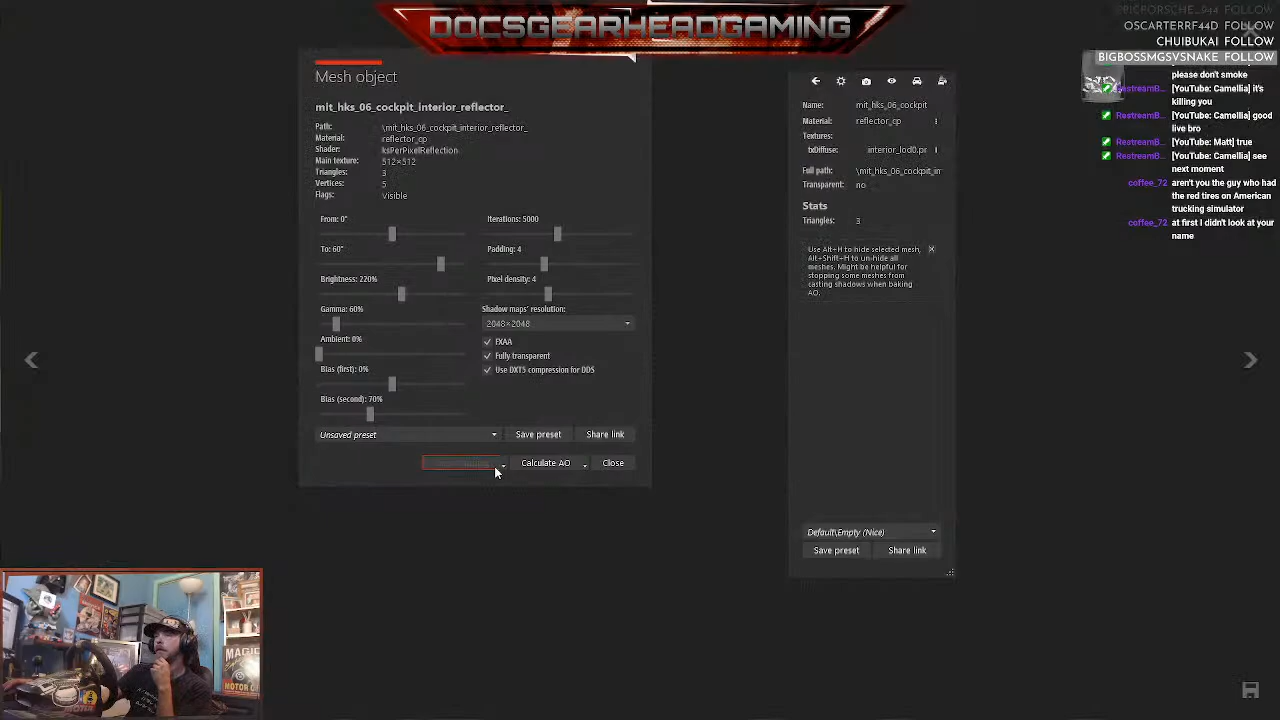 DOCSGEARHEADGAMING
OSCARTERRF44D FOLLOW
CHUIBUKAI FOLLOW
BIGBOSSMGSVSNAKE FOLLOW
please don't smoke
RestreamB... [YouTube: Camellia] it's
killing you
RestreamB... [YouTube: Camellia] good
live bro
RestreamB... [YouTube: Matt] true
RestreamB... [YouTube: Camellia] see
next moment
coffee_72 aren't you the guy who had
the red tires on American
trucking simulator
coffee_72 at first I didn't look at your
name
Mesh object
mit_hks_06_cockpit_interior_reflector_
Path: \mit_hks_06_cockpit_interior_reflector_
Material: reflector_cp
Shader: ksPerPixelReflection
Main texture: 512×512
Triangles: 3
Vertices: 5
Flags: visible
From: 0° Iterations: 5000
To: 60° Padding: 4
Brightness: 220% Pixel density: 4
Gamma: 60% Shadow maps' resolution:
2048×2048
Ambient: 0% FXAA
Fully transparent
Bias (first): 0% Use DXT5 compression for DDS
Bias (second): 70%
Unsaved preset Save preset Share link
Calculate AO Close
Name: mit_hks_06_cockpit
Material: reflector_cp
Textures:
txDiffuse: interior_lod0.pr
Full path: \mit_hks_06_cockpit_in
Transparent: no
Stats
Triangles: 3
Use Alt+H to hide selected mesh,
Alt+Shift+H to un-hide all
meshes. Might be helpful for
stopping some meshes from
casting shadows when baking
AO.
Default\Empty (Nice)
Save preset Share link
MAGIC
MOTOR CI